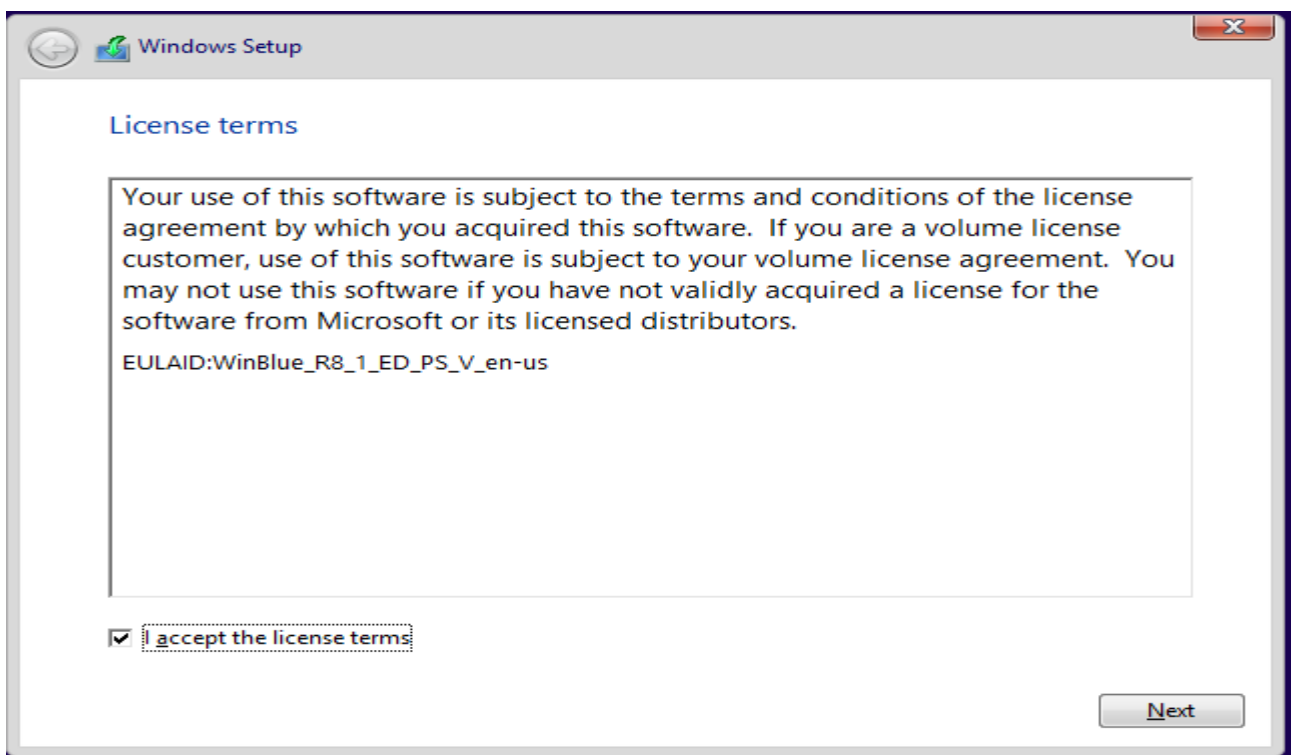 Windows Setup
License terms
Your use of this software is subject to the terms and conditions of the license
agreement by which you acquired this software.  If you are a volume license
customer, use of this software is subject to your volume license agreement.  You
may not use this software if you have not validly acquired a license for the
software from Microsoft or its licensed distributors.
EULAID:WinBlue_R8_1_ED_PS_V_en-us
I accept the license terms
Next